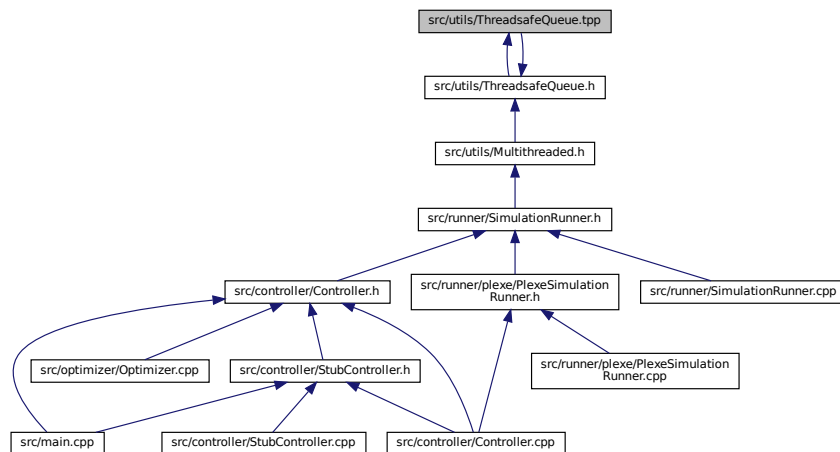 src/utils/ThreadsafeQueue.tpp
src/utils/ThreadsafeQueue.h
src/utils/Multithreaded.h
src/runner/SimulationRunner.h
src/controller/Controller.h
src/runner/plexe/PlexeSimulation
Runner.h
src/runner/SimulationRunner.cpp
src/optimizer/Optimizer.cpp
src/controller/StubController.h
src/runner/plexe/PlexeSimulation
Runner.cpp
src/main.cpp
src/controller/StubController.cpp
src/controller/Controller.cpp